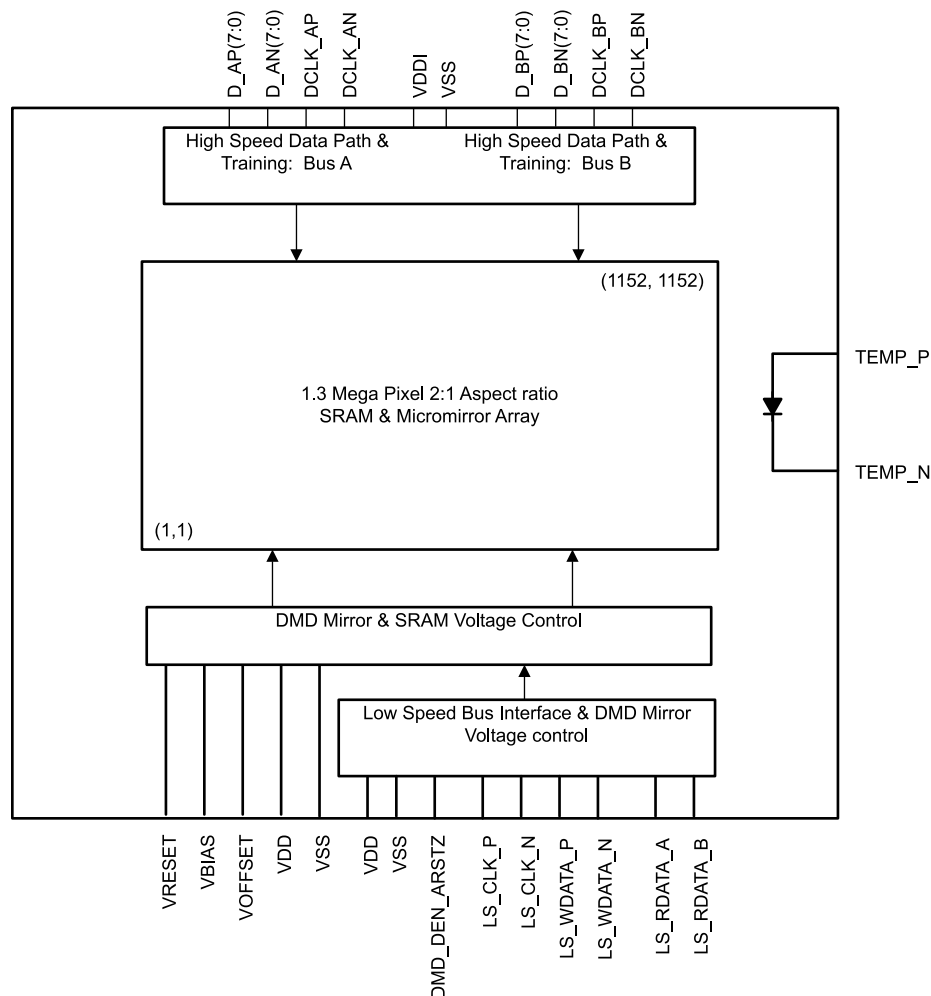 D_AP(7:0)
D_AN(7:0)
DCLK_AP
DCLK_AN
VDDI
VSS
D_BP(7:0)
D_BN(7:0)
DCLK_BP
DCLK_BN
High Speed Data Path &
Training: Bus A
High Speed Data Path &
Training: Bus B
(1152, 1152)
1.3 Mega Pixel 2:1 Aspect ratio
SRAM & Micromirror Array
(1,1)
TEMP_P
TEMP_N
DMD Mirror & SRAM Voltage Control
Low Speed Bus Interface & DMD Mirror
Voltage control
VRESET
VBIAS
VOFFSET
VDD
VSS
VDD
VSS
DMD_DEN_ARSTZ
LS_CLK_P
LS_CLK_N
LS_WDATA_P
LS_WDATA_N
LS_RDATA_A
LS_RDATA_B